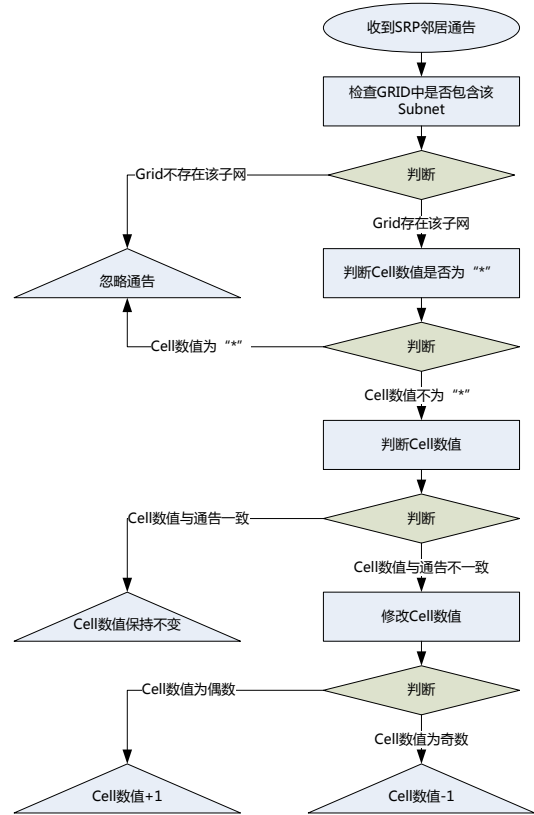 收到SRP邻居通告
检查GRID中是否包含该
Subnet
判断
Grid不存在该子网
Grid存在该子网
判断Cell数值是否为“*”
忽略通告
判断
Cell数值为“*”
Cell数值不为“*”
判断Cell数值
判断
Cell数值与通告一致
Cell数值与通告不一致
修改Cell数值
Cell数值保持不变
判断
Cell数值为偶数
Cell数值为奇数
Cell数值+1
Cell数值-1